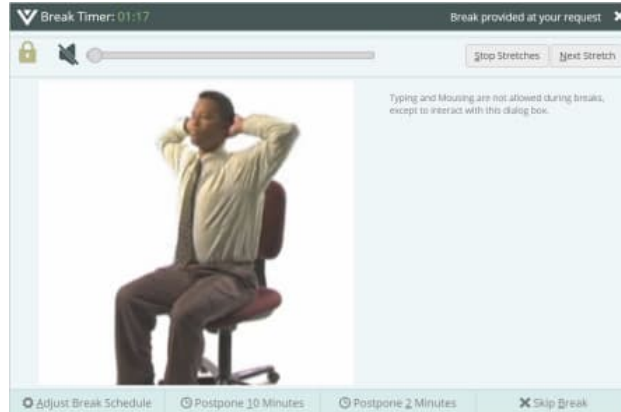 Break Timer: 01:17
Break provided at your request
Stop Stretches
Next Stretch
Typing and Mousing are not allowed during breaks,
except to interact with this dialog box.
Adjust Break Schedule
Postpone 10 Minutes
Postpone 2 Minutes
Skip Break